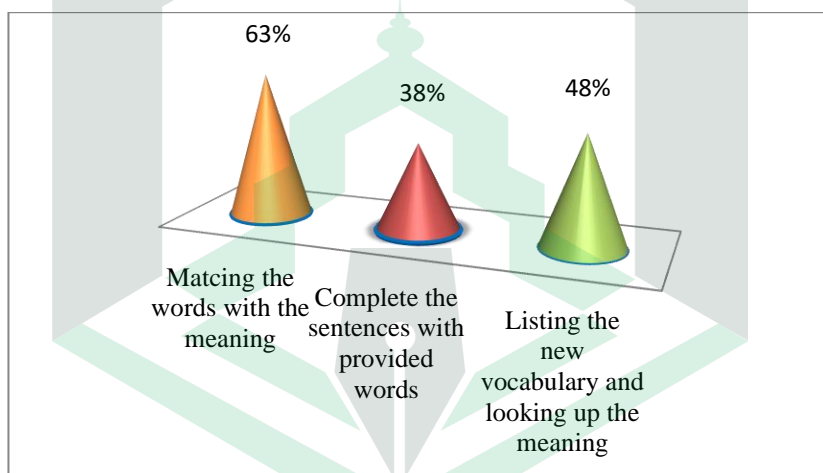 63%
38%
48%
Matcing the
words with the
meaning
Complete the
sentences with
provided
words
Listing the
new
vocabulary and
looking up the
meaning